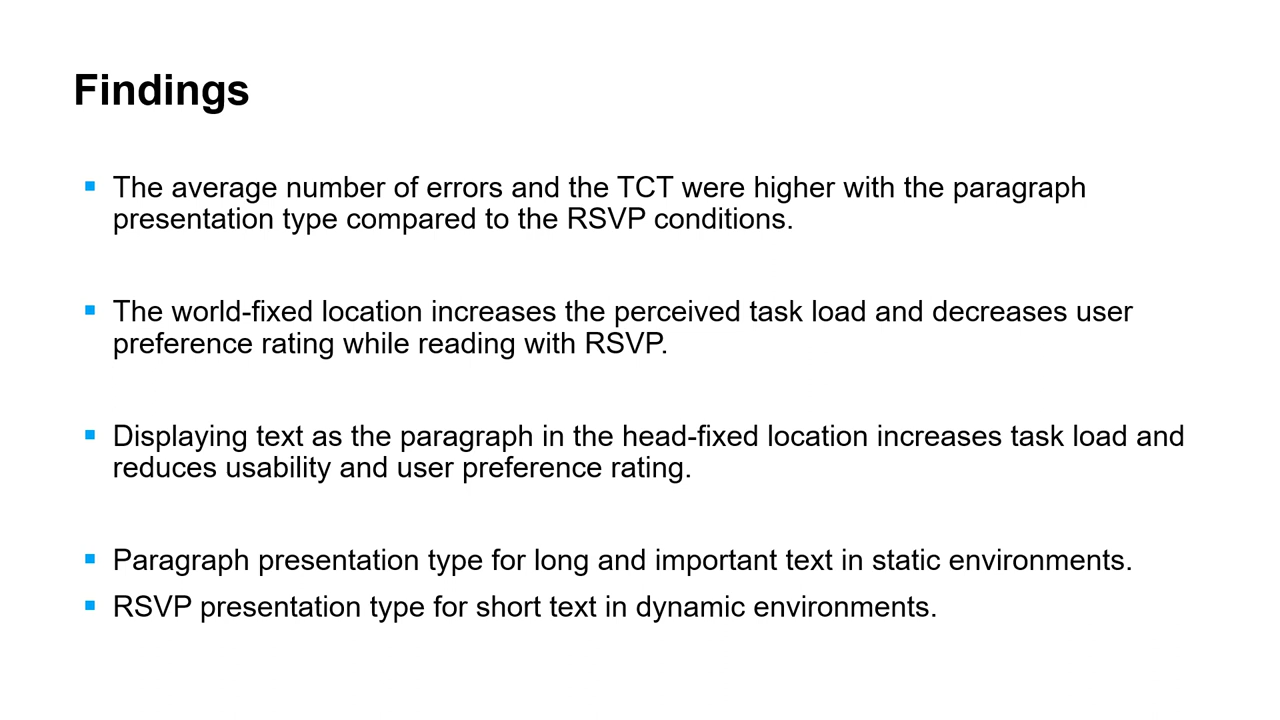 Findings
The average number of errors and the TCT were higher with the paragraph
presentation type compared to the RSVP conditions.
The world-fixed location increases the perceived task load and decreases user
preference rating while reading with RSVP.
Displaying text as the paragraph in the head-fixed location increases task load and
reduces usability and user preference rating.
Paragraph presentation type for long and important text in static environments.
RSVP presentation type for short text in dynamic environments.